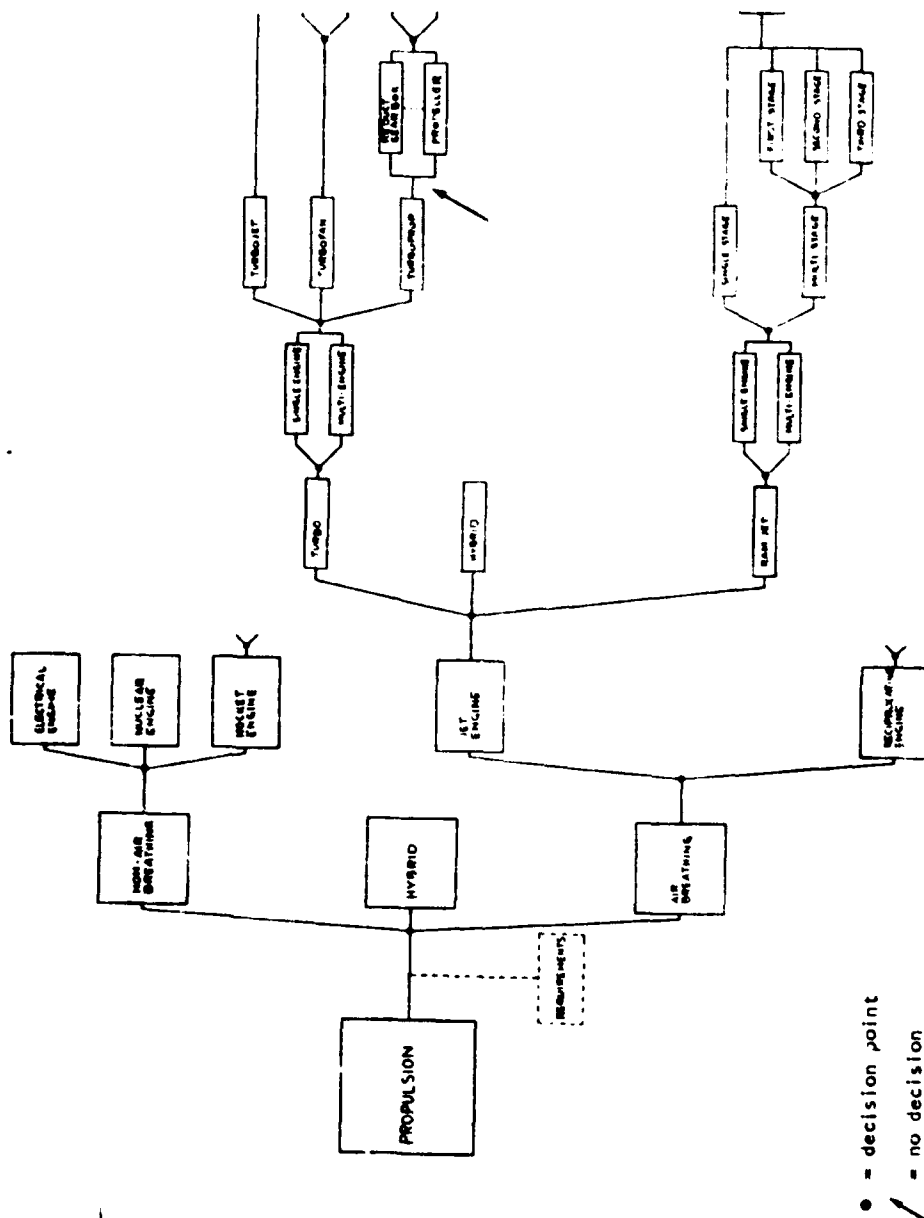 PROPULSION
REQUIREMENTS
NON-AIR
BREATHING
HYBRID
AIR
BREATHING
ELECTRICAL
ENGINE
NUCLEAR
ENGINE
ROCKET
ENGINE
JET
ENGINE
RECIPROCATING
ENGINE
TURBO
HYBRID
RAM JET
SINGLE ENGINE
MULTI-ENGINE
SINGLE ENGINE
MULTI-ENGINE
TURBOJET
TURBOFAN
TURBOPROP
SINGLE STAGE
MULTI STAGE
GEAR BOX
PROPELLER
FIRST STAGE
SECOND STAGE
THIRD STAGE
● = decision point
= no decision